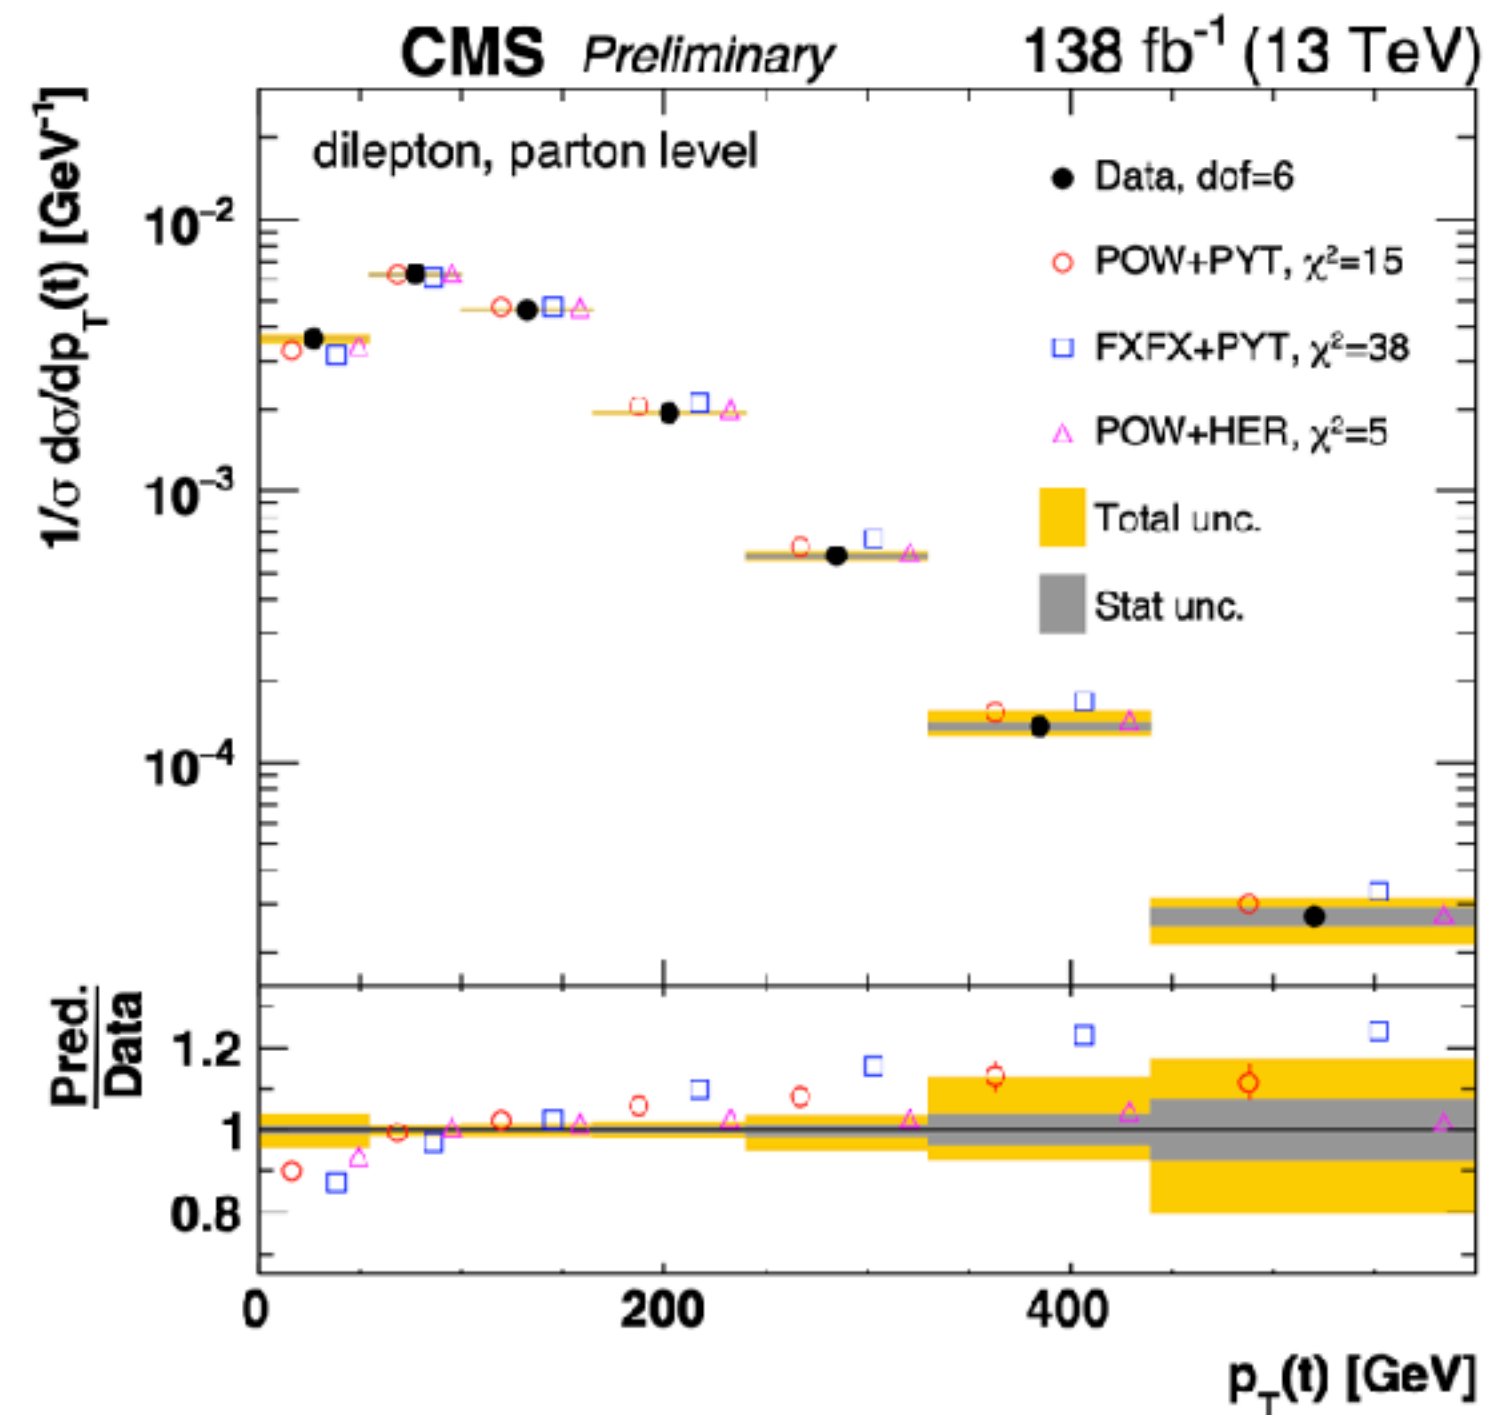 CMS Preliminary 138 fb⁻¹ (13 TeV)
dilepton, parton level
Data, dof=6
POW+PYT, χ²=15
FXFX+PYT, χ²=38
POW+HER, χ²=5
Total unc.
Stat unc.
1/σ dσ/dp_T(t) [GeV⁻¹]
10⁻²
10⁻³
10⁻⁴
Pred.
Data
1.2
1
0.8
0 200 400
p_T(t) [GeV]